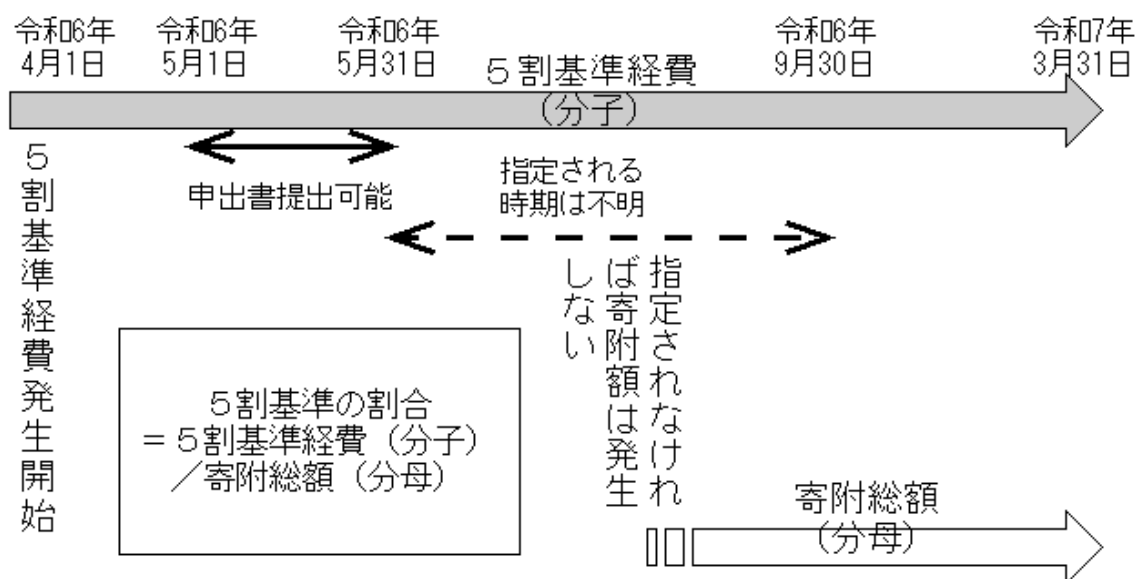 令和6年
4月1日
令和6年
5月1日
令和6年
5月31日
令和6年
9月30日
令和7年
3月31日
5割基準経費
(分子)
5割基準経費発生開始
申出書提出可能
指定される
時期は不明
指定されなけれ
ば寄附額は発生
しない
5割基準の割合
=5割基準経費(分子)
/寄附総額(分母)
寄附総額
(分母)